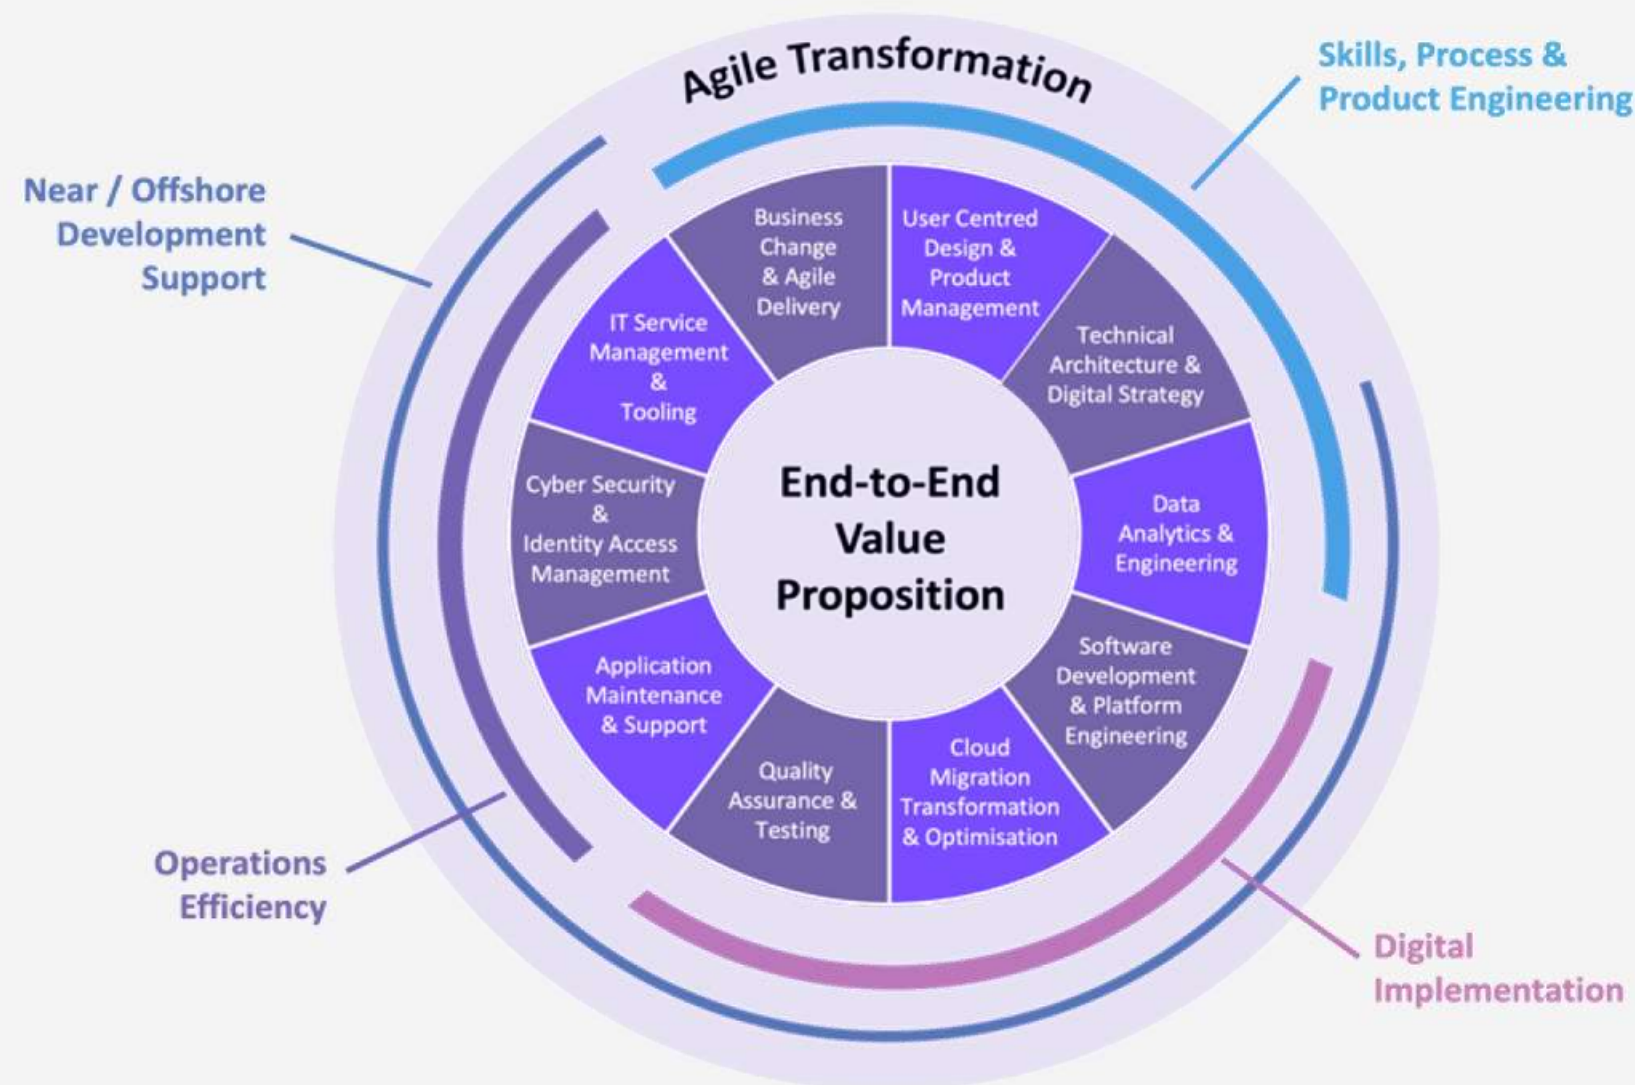 Agile Transformation
Skills, Process &
Product Engineering
Near / Offshore
Development
Support
Business
Change
& Agile
Delivery
User Centred
Design &
Product
Management
Technical
Architecture &
Digital Strategy
Data
Analytics &
Engineering
Software
Development
& Platform
Engineering
Cloud
Migration
Transformation
& Optimisation
Quality
Assurance &
Testing
Application
Maintenance
& Support
Cyber Security
&
Identity Access
Management
IT Service
Management
&
Tooling
End-to-End
Value
Proposition
Operations
Efficiency
Digital
Implementation